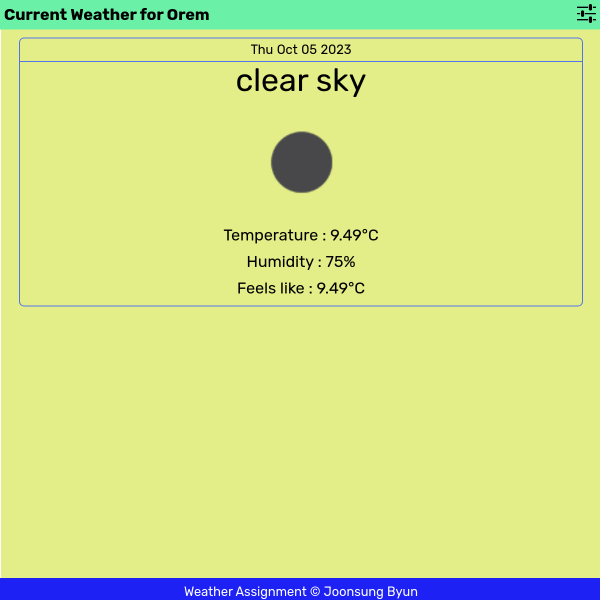 Current Weather for Orem
Thu Oct 05 2023
clear sky
Temperature : 9.49°C
Humidity : 75%
Feels like : 9.49°C
Weather Assignment © Joonsung Byun